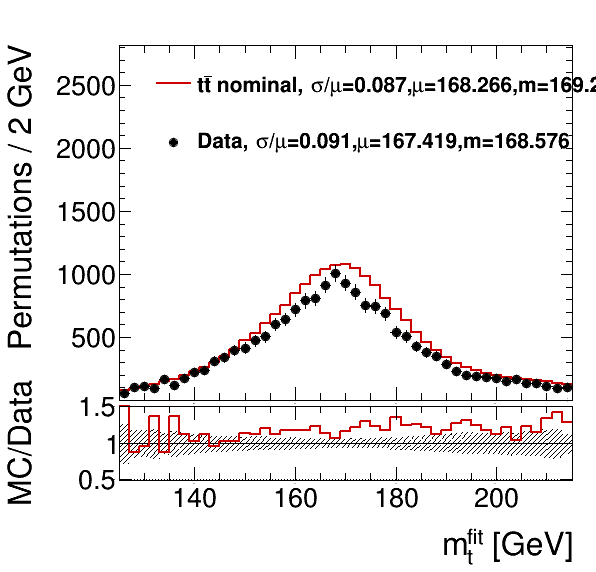 Permutations / 2 GeV
2500
2000
1500
1000
500
tt̄ nominal, σ/μ=0.087,μ=168.266,m=169.2
Data, σ/μ=0.091,μ=167.419,m=168.576
MC/Data
1.5
1
0.5
140 160 180 200
m_t^fit [GeV]